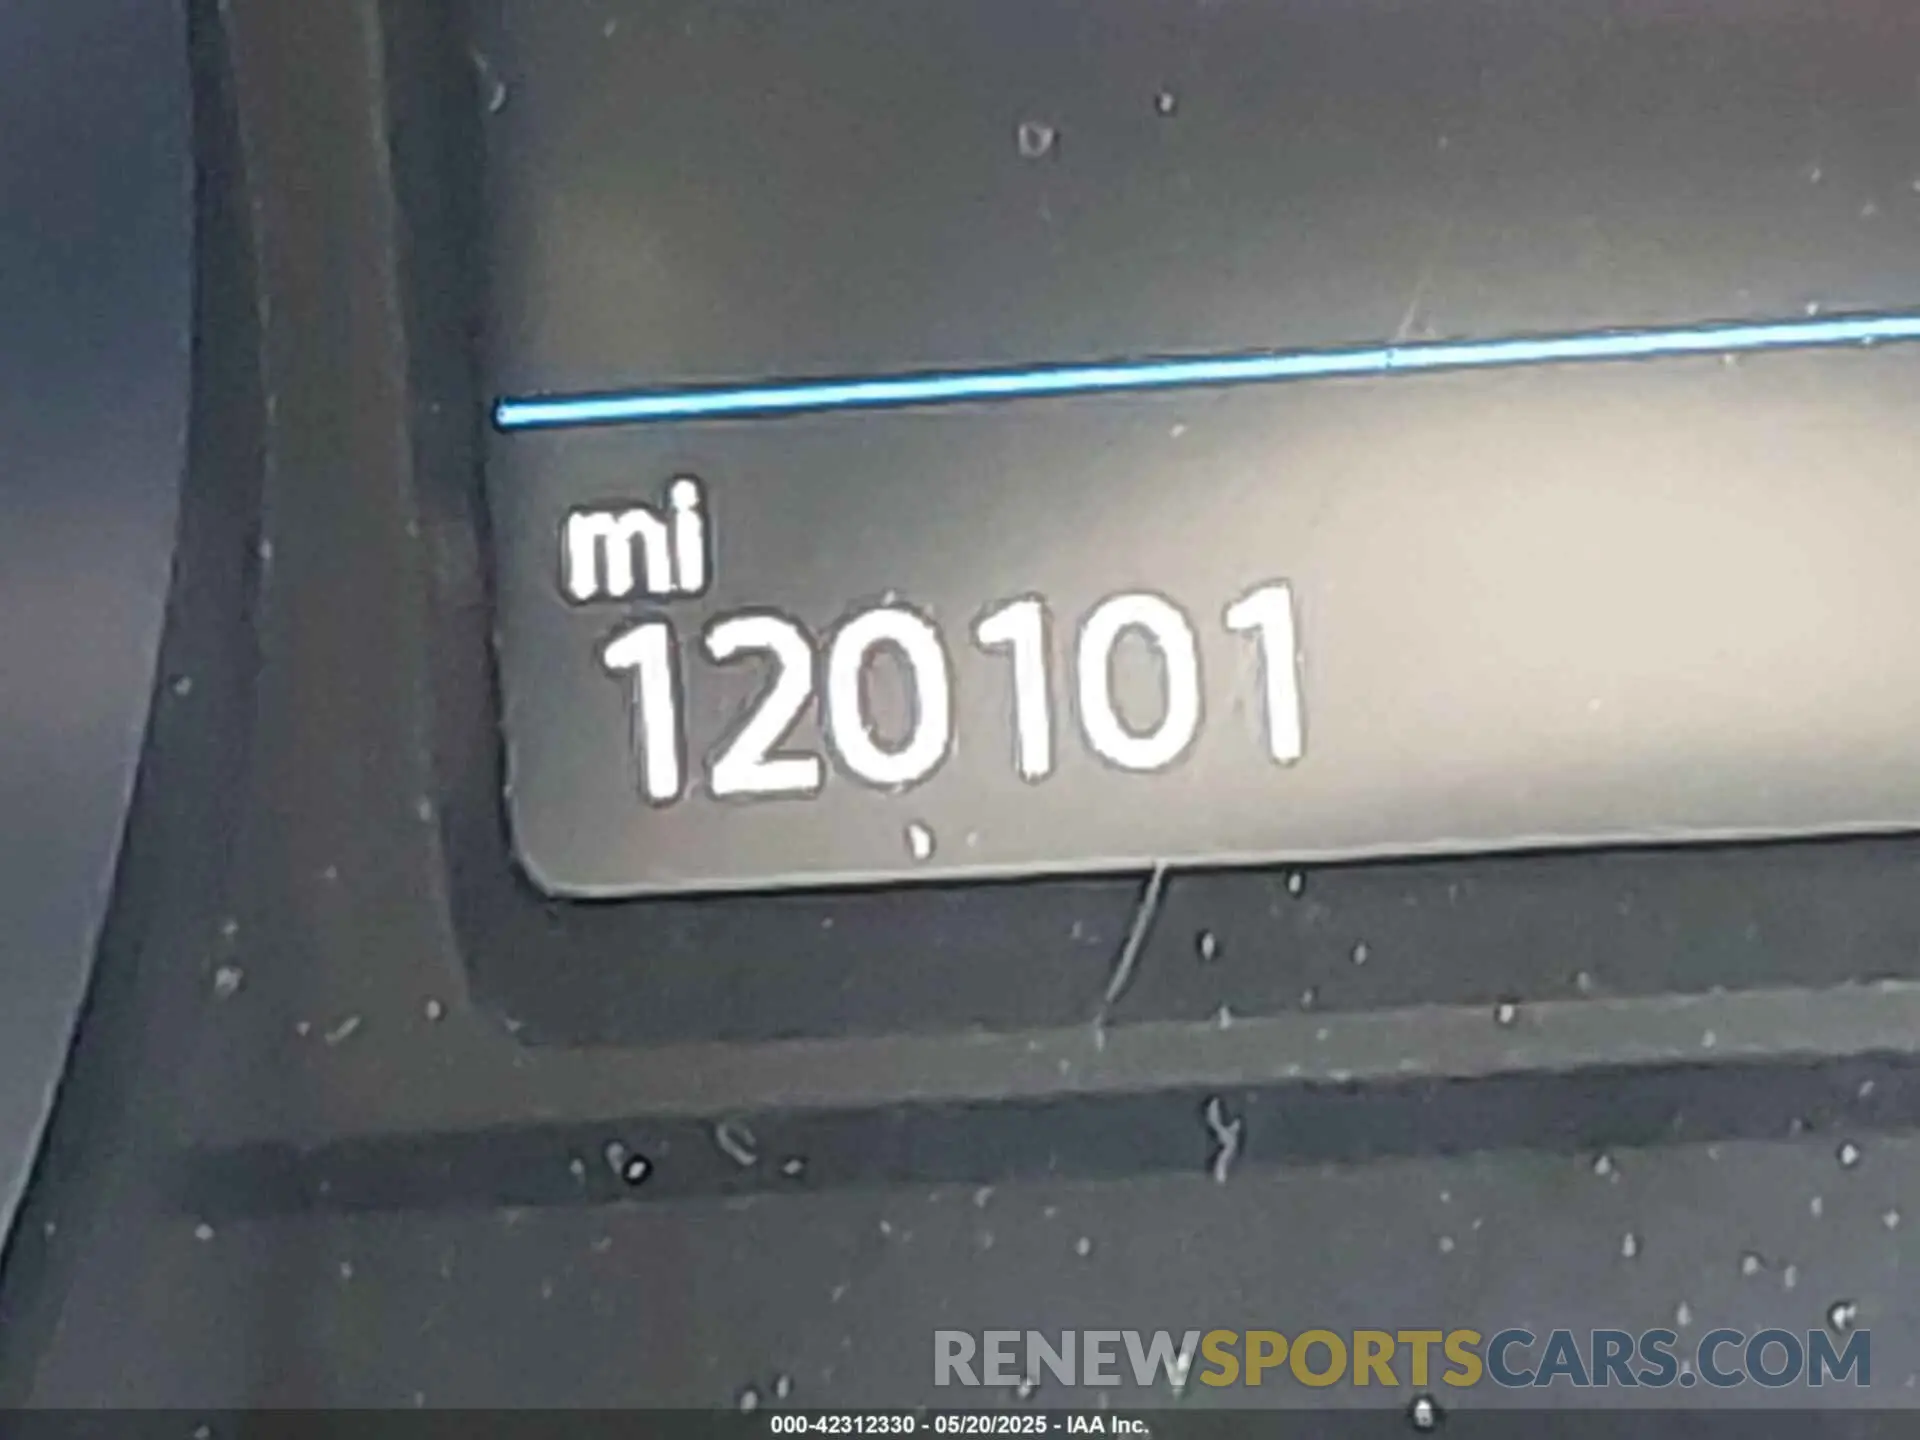 mi
120101
RENEWSPORTSCARS.COM
000-42312330 - 05/20/2025 - IAA Inc.